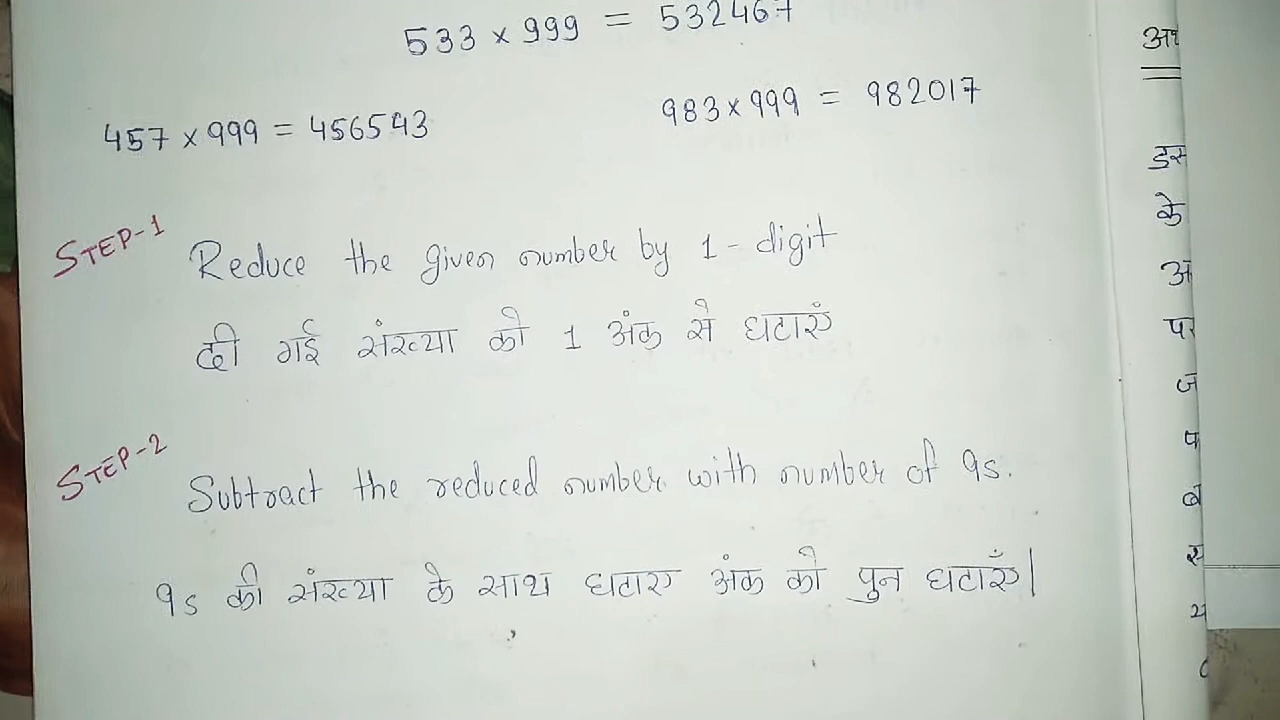 533 × 999 = 532467
457 × 999 = 456543
983 × 999 = 982017
STEP-1
Reduce the given number by 1 - digit
दी गई संख्या को 1 अंक से घटाएँ
STEP-2
Subtract the reduced number with number of 9s.
9s की संख्या के साथ घटाए अंक को पुन घटाएँ|
के